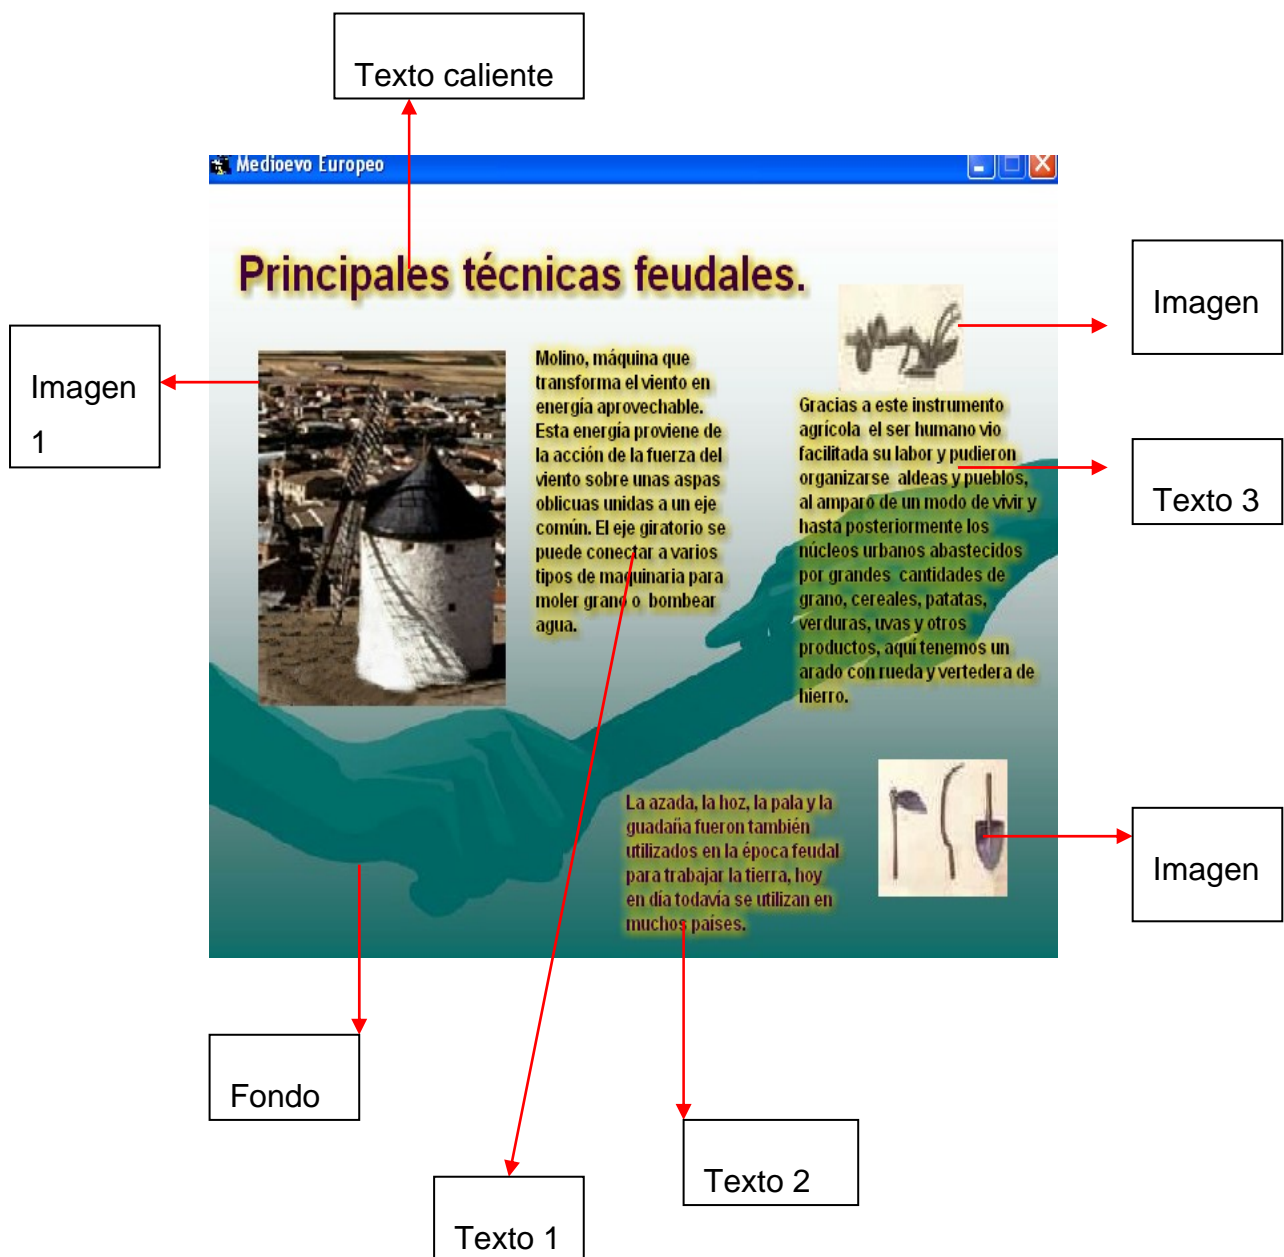 Texto caliente
Medioevo Europeo
Principales técnicas feudales.
Imagen
Imagen
1
Molino, máquina que
transforma el viento en
energía aprovechable.
Esta energía proviene de
la acción de la fuerza del
viento sobre unas aspas
oblicuas unidas a un eje
común. El eje giratorio se
puede conectar a varios
tipos de maquinaria para
moler grano o bombear
agua.
Gracias a este instrumento
agrícola el ser humano vio
facilitada su labor y pudieron
organizarse aldeas y pueblos,
al amparo de un modo de vivir y
hasta posteriormente los
núcleos urbanos abastecidos
por grandes cantidades de
grano, cereales, patatas,
verduras, uvas y otros
productos, aquí tenemos un
arado con rueda y vertedera de
hierro.
Texto 3
La azada, la hoz, la pala y la
guadaña fueron también
utilizados en la época feudal
para trabajar la tierra, hoy
en día todavía se utilizan en
muchos países.
Imagen
Fondo
Texto 2
Texto 1